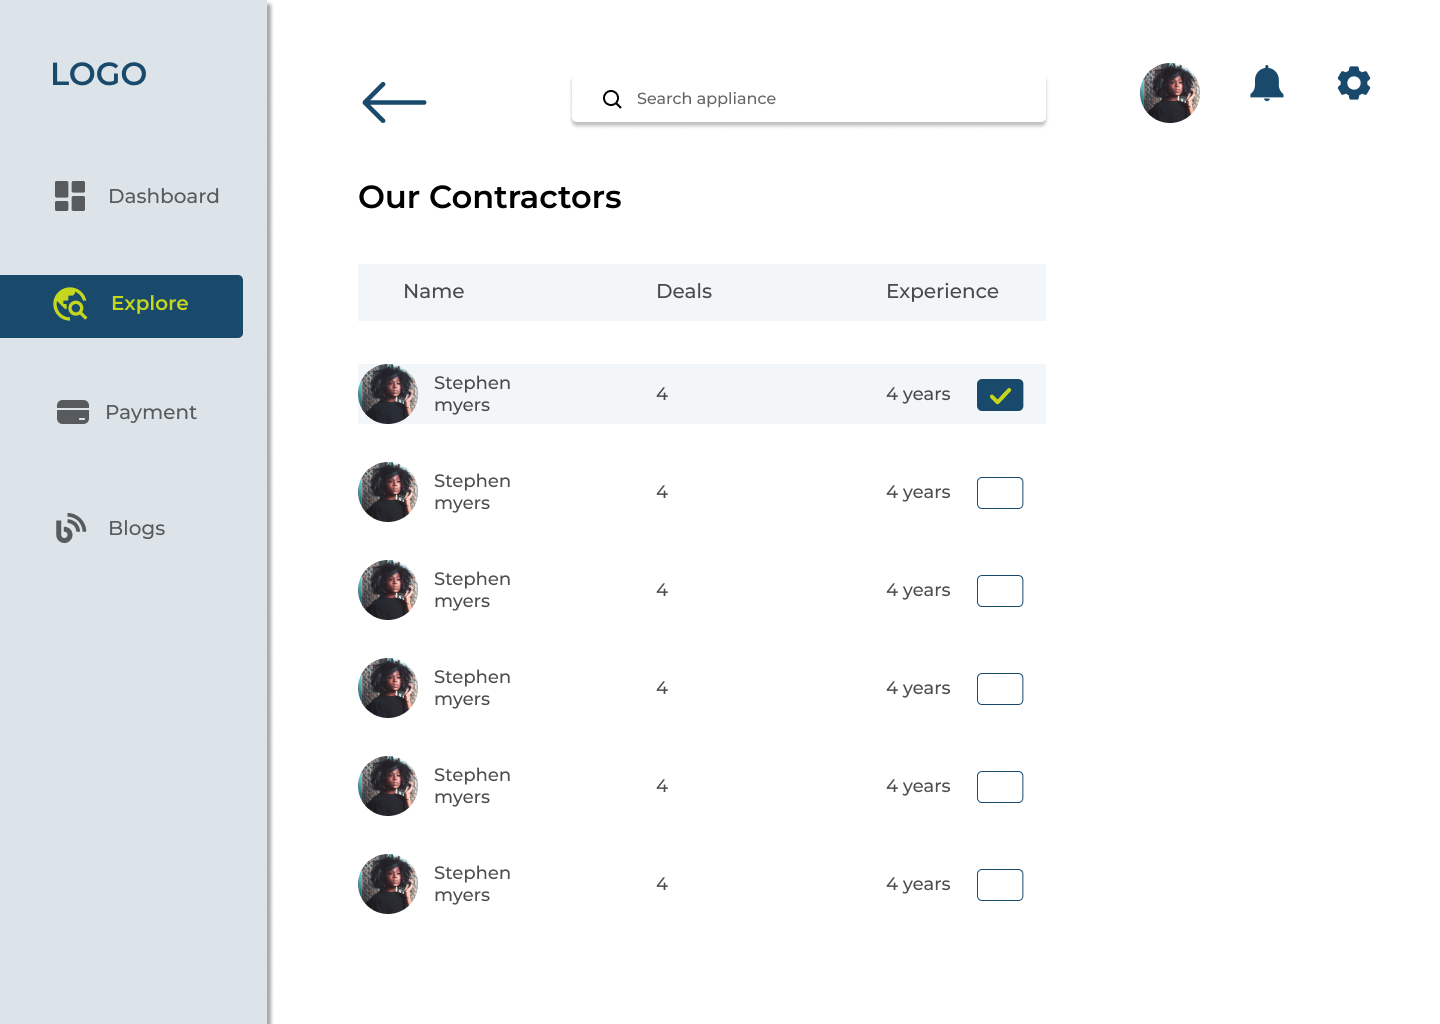 LOGO
Search appliance
Dashboard
Explore
Payment
Blogs
Our Contractors
Name Deals Experience
Stephen
myers
4
4 years
Stephen
myers
4
4 years
Stephen
myers
4
4 years
Stephen
myers
4
4 years
Stephen
myers
4
4 years
Stephen
myers
4
4 years